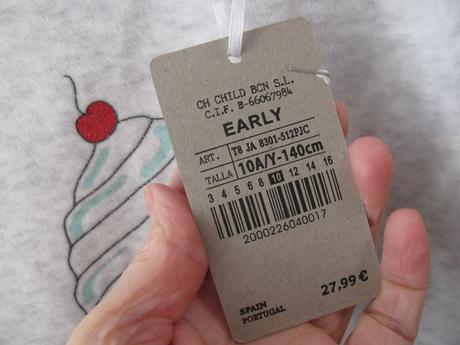 CH CHILD BCN S.L.
C.I.F. B-66067984
EARLY
ART. T8 JA 8301-512PJC
TALLA 10A/Y-140cm
3 4 5 6 8 10 12 14 16
2000226040017
27,99 €
SPAIN
PORTUGAL